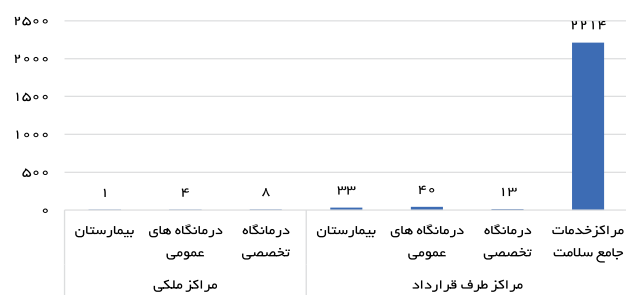 ۲۵۰۰
۲۰۰۰
۱۵۰۰
۱۰۰۰
۵۰۰
۰
۱
۴
۸
۳۳
۴۰
۱۳
۲۲۱۴
بیمارستان
درمانگاه های
عمومی
درمانگاه
تخصصی
بیمارستان
درمانگاه های
عمومی
درمانگاه
تخصصی
مراکزخدمات
جامع سلامت
مراکز ملکی
مراکز طرف قرارداد